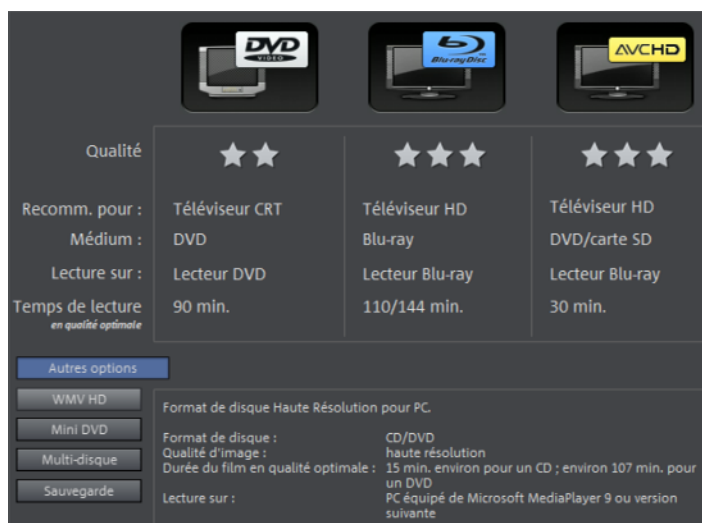 DVD
VIDEO
Blu-ray Disc
AVCHD
Qualité
Recomm. pour : Téléviseur CRT Téléviseur HD Téléviseur HD
Médium : DVD Blu-ray DVD/carte SD
Lecture sur : Lecteur DVD Lecteur Blu-ray Lecteur Blu-ray
Temps de lecture 90 min. 110/144 min. 30 min.
en qualité optimale
Autres options
WMV HD
Mini DVD
Multi-disque
Sauvegarde
Format de disque Haute Résolution pour PC.
Format de disque : CD/DVD
Qualité d'image : haute résolution
Durée du film en qualité optimale : 15 min. environ pour un CD ; environ 107 min. pour
un DVD
Lecture sur : PC équipé de Microsoft MediaPlayer 9 ou version
suivante